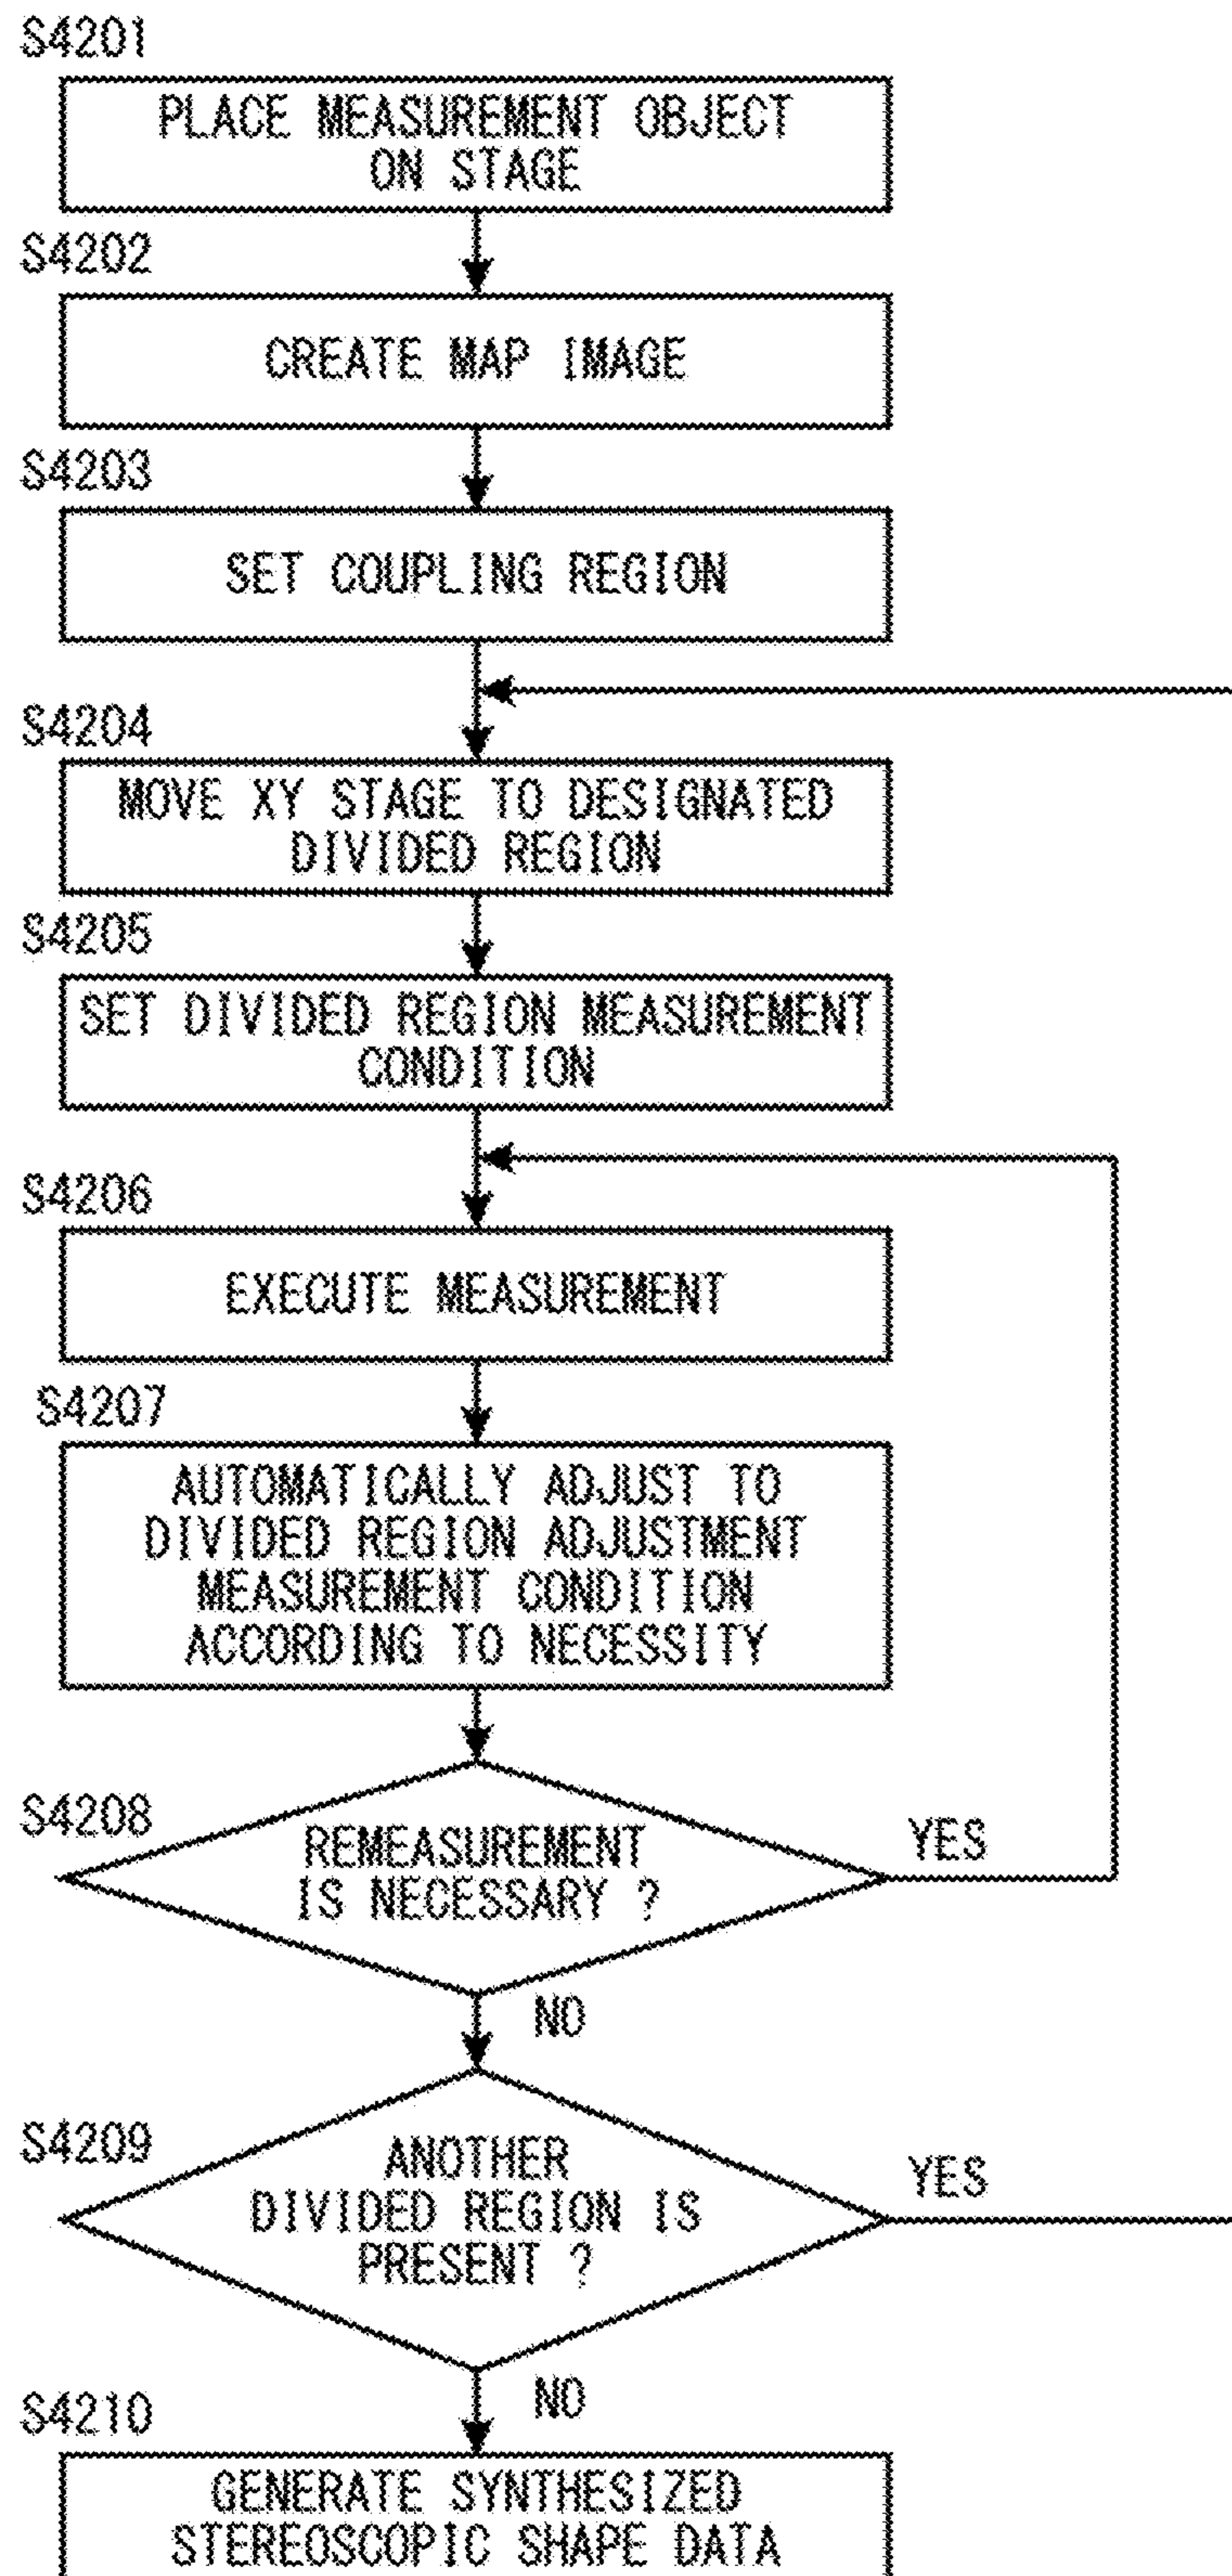 S4201
PLACE MEASUREMENT OBJECT
ON STAGE
S4202
CREATE MAP IMAGE
S4203
SET COUPLING REGION
S4204
MOVE XY STAGE TO DESIGNATED
DIVIDED REGION
S4205
SET DIVIDED REGION MEASUREMENT
CONDITION
S4206
EXECUTE MEASUREMENT
S4207
AUTOMATICALLY ADJUST TO
DIVIDED REGION ADJUSTMENT
MEASUREMENT CONDITION
ACCORDING TO NECESSITY
S4208
REMEASUREMENT
IS NECESSARY ?
YES
NO
S4209
ANOTHER
DIVIDED REGION IS
PRESENT ?
YES
NO
S4210
GENERATE SYNTHESIZED
STEREOSCOPIC SHAPE DATA